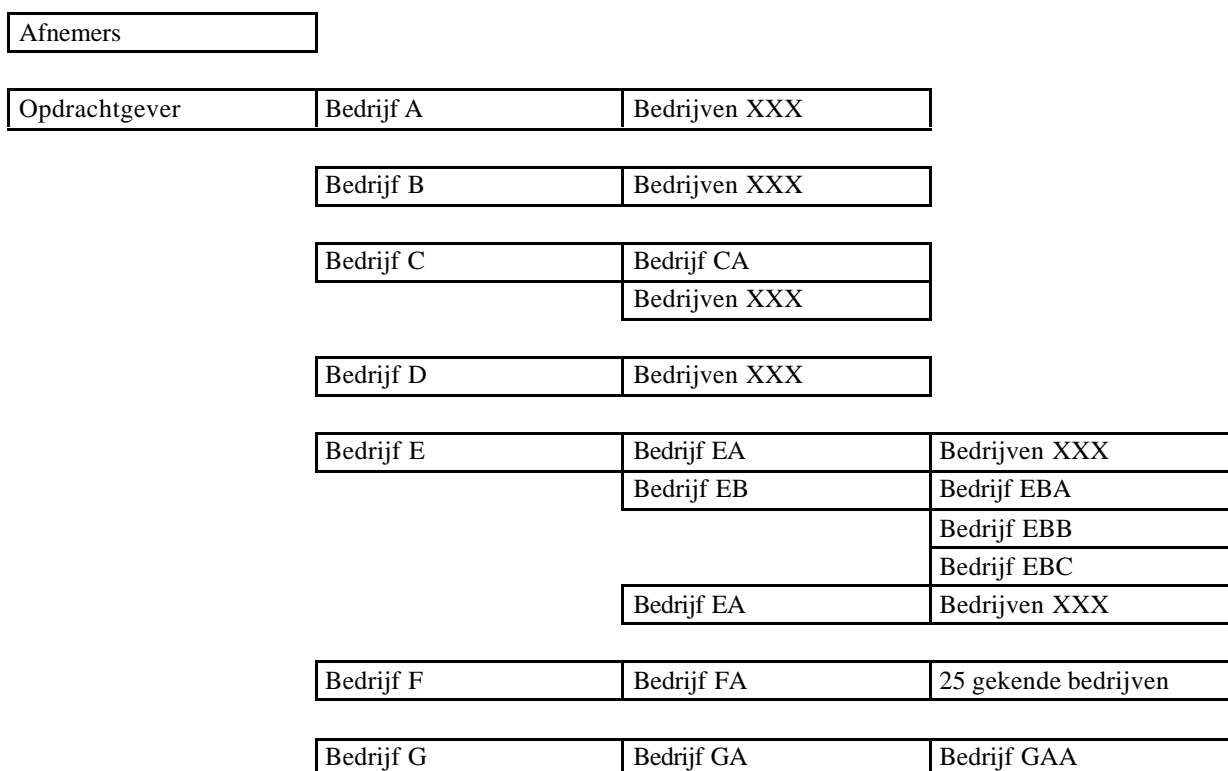 Afnemers
Opdrachtgever Bedrijf A Bedrijven XXX
Bedrijf B Bedrijven XXX
Bedrijf C Bedrijf CA
Bedrijven XXX
Bedrijf D Bedrijven XXX
Bedrijf E Bedrijf EA Bedrijven XXX
Bedrijf EB Bedrijf EBA
Bedrijf EBB
Bedrijf EBC
Bedrijf EA Bedrijven XXX
Bedrijf F Bedrijf FA 25 gekende bedrijven
Bedrijf G Bedrijf GA Bedrijf GAA